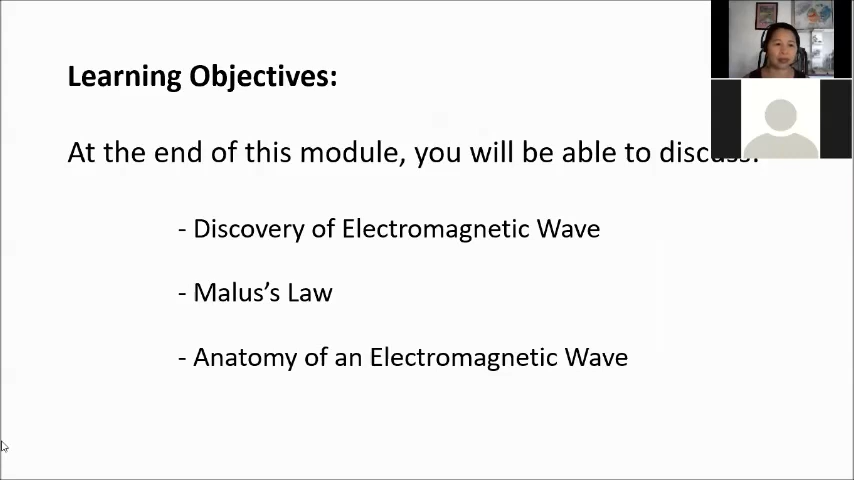 Learning Objectives:
At the end of this module, you will be able to discuss:
- Discovery of Electromagnetic Wave
- Malus’s Law
- Anatomy of an Electromagnetic Wave